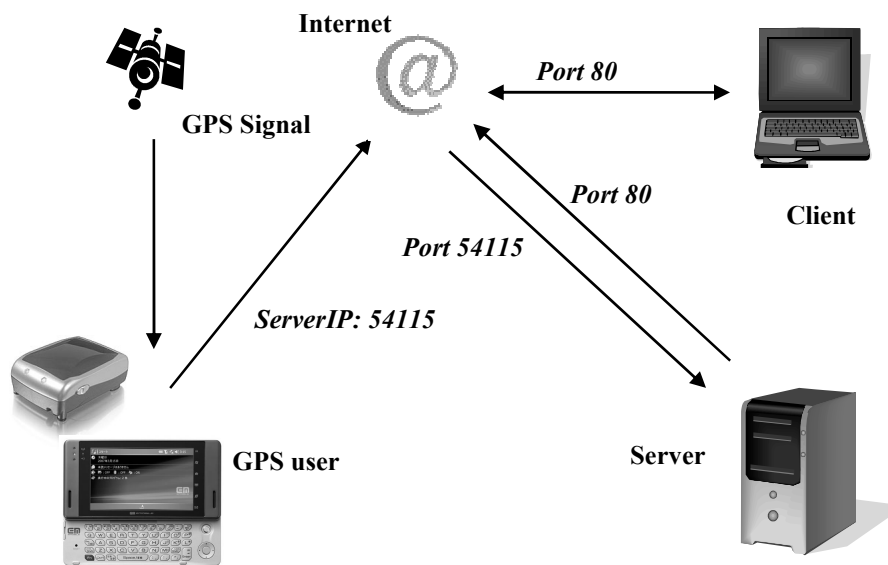 Internet
Port 80
GPS Signal
Port 80
Client
Port 54115
ServerIP: 54115
GPS user
Server